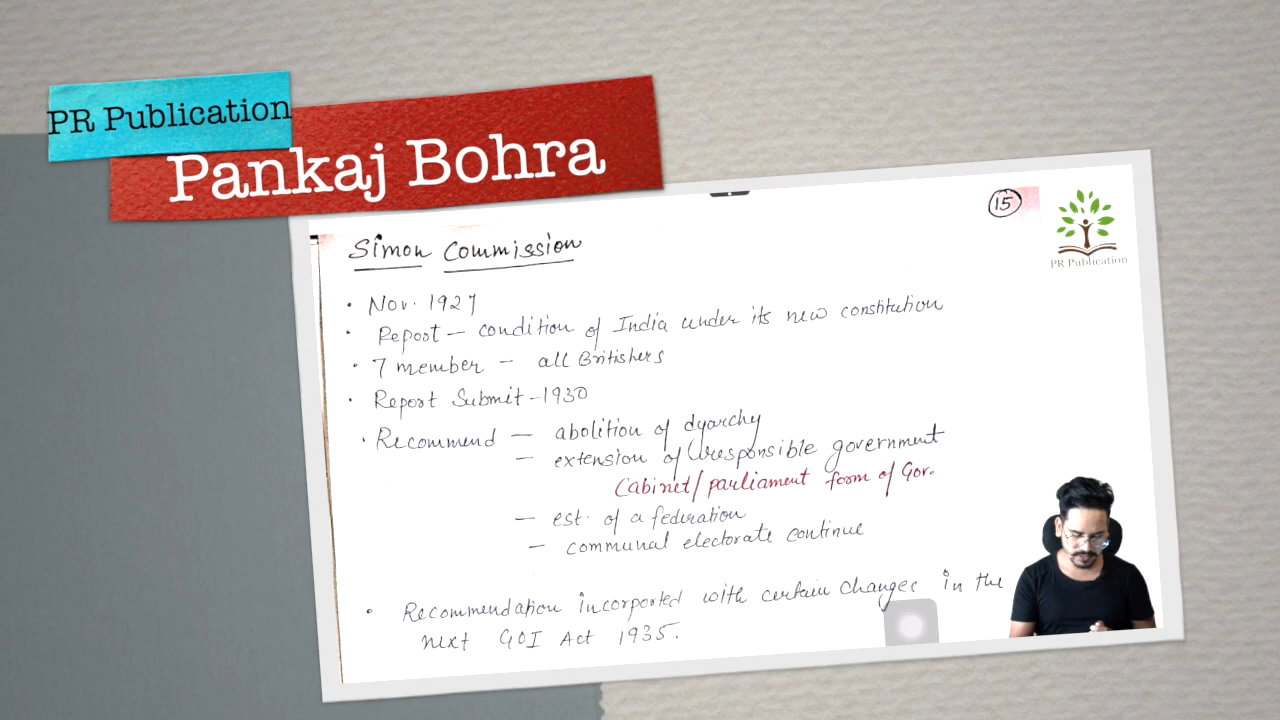 PR Publication
Pankaj Bohra
15
PR Publication
Simon Commission
• Nov. 1927
• Report — condition of India under its new constitution
• 7 member — all Britishers
• Report Submit - 1930
• Recommend — abolition of dyarchy
— extension of responsible government
Cabinet/parliament form of Gov.
— est. of a federation
— communal electorate continue
• Recommendation incorported with certain changes in the
next GOI Act 1935.